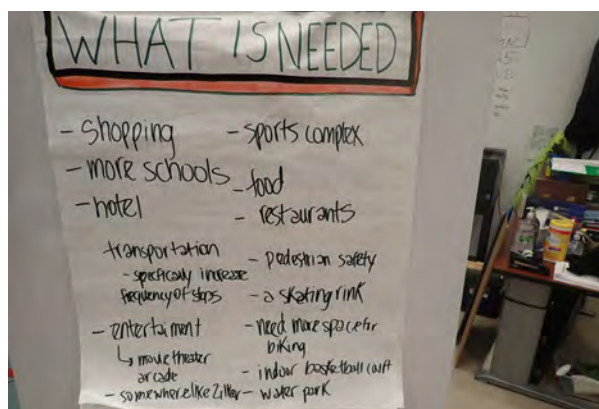 WHAT IS NEEDED
- Shopping
- more schools
- hotel
transportation
- specifically increase
frequency of stops
- entertaiment
↳ movie theater
arcade
- somewhere like Zilker
- sports complex
- food
- restaurants
- pedestrian safety
- a skating rink
- need more space for
biking
- indoor basketball court
- water park